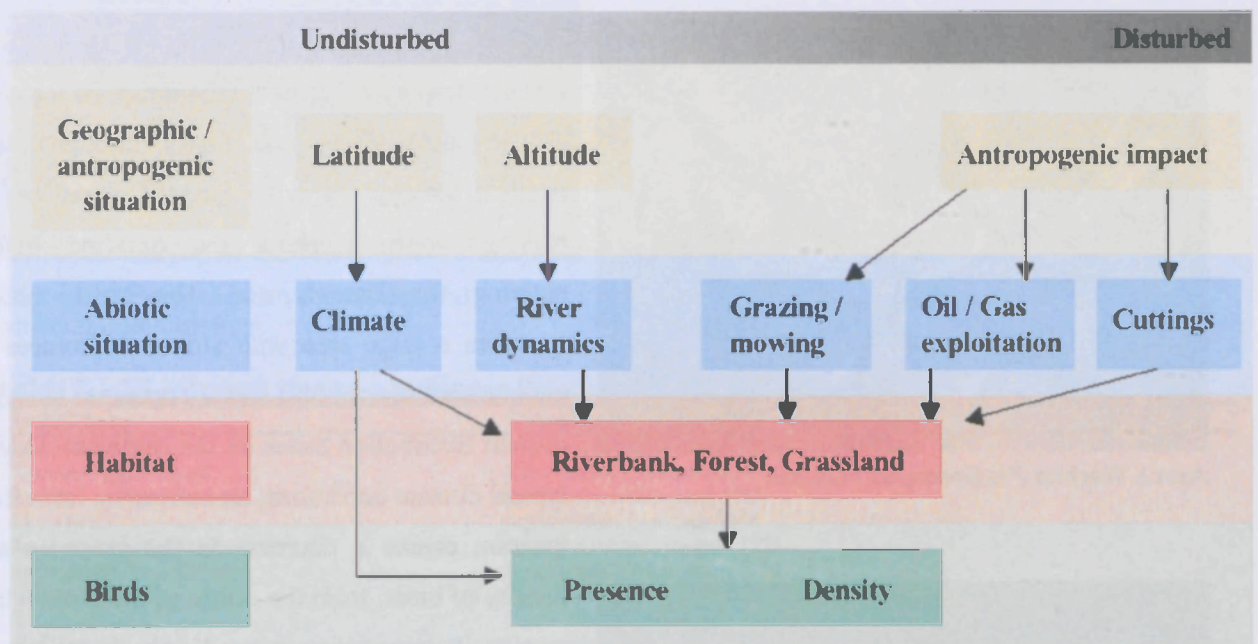 Undisturbed Disturbed
Geographic /
antropogenic
situation
Latitude
Altitude
Antropogenic impact
Abiotic
situation
Climate
River
dynamics
Grazing /
mowing
Oil / Gas
exploitation
Cuttings
Habitat
Riverbank, Forest, Grassland
Birds
Presence Density